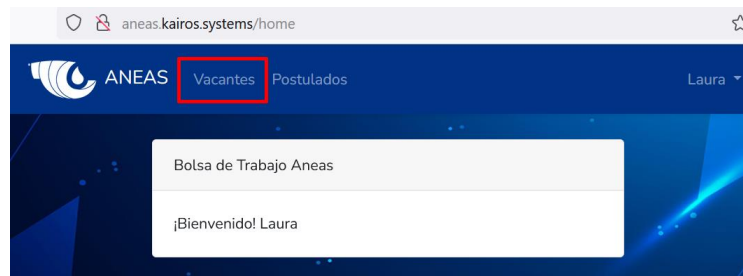 aneas.kairos.systems/home
ANEAS Vacantes Postulados Laura
Bolsa de Trabajo Aneas
¡Bienvenido! Laura